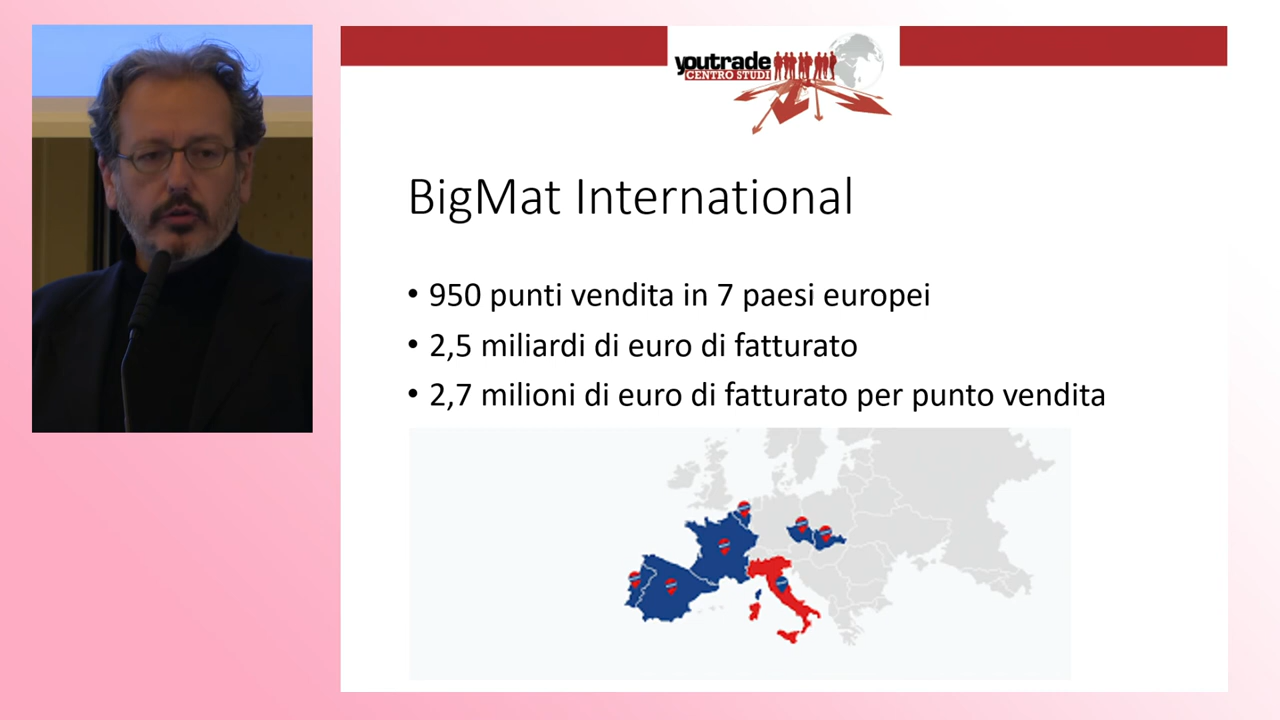 youtrade
CENTRO STUDI
BigMat International
• 950 punti vendita in 7 paesi europei
• 2,5 miliardi di euro di fatturato
• 2,7 milioni di euro di fatturato per punto vendita